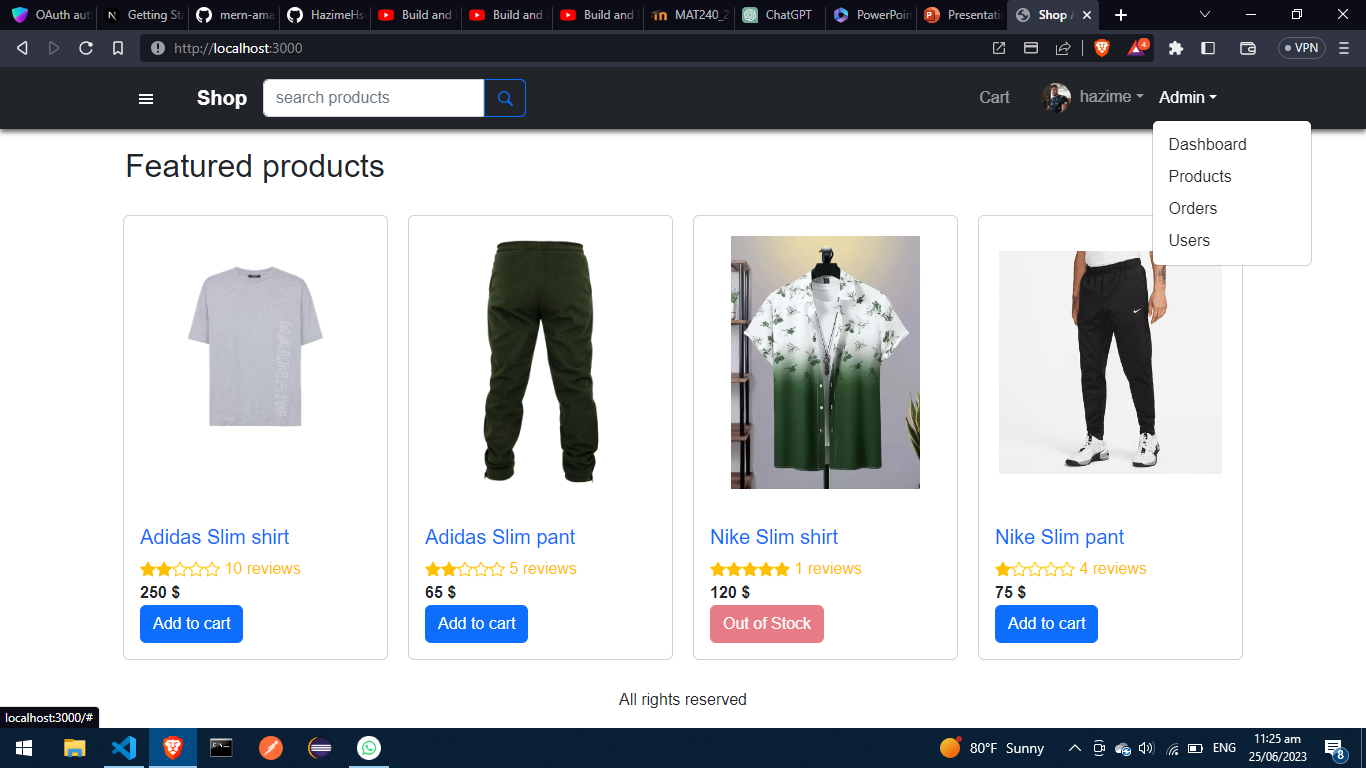 OAuth aut
Getting Sta
mern-ama
HazimeHs
Build and
Build and
Build and
MAT240_2
ChatGPT
PowerPoin
Presentatio
Shop
http://localhost:3000
4
VPN
Shop
search products
Cart
hazime
Admin
Dashboard
Products
Orders
Users
Featured products
BALMAIN
Adidas Slim shirt
10 reviews
250 $
Add to cart
Adidas Slim pant
5 reviews
65 $
Add to cart
Nike Slim shirt
1 reviews
120 $
Out of Stock
Nike Slim pant
4 reviews
75 $
Add to cart
All rights reserved
localhost:3000/#
80°F Sunny
ENG
11:25 am
25/06/2023
8